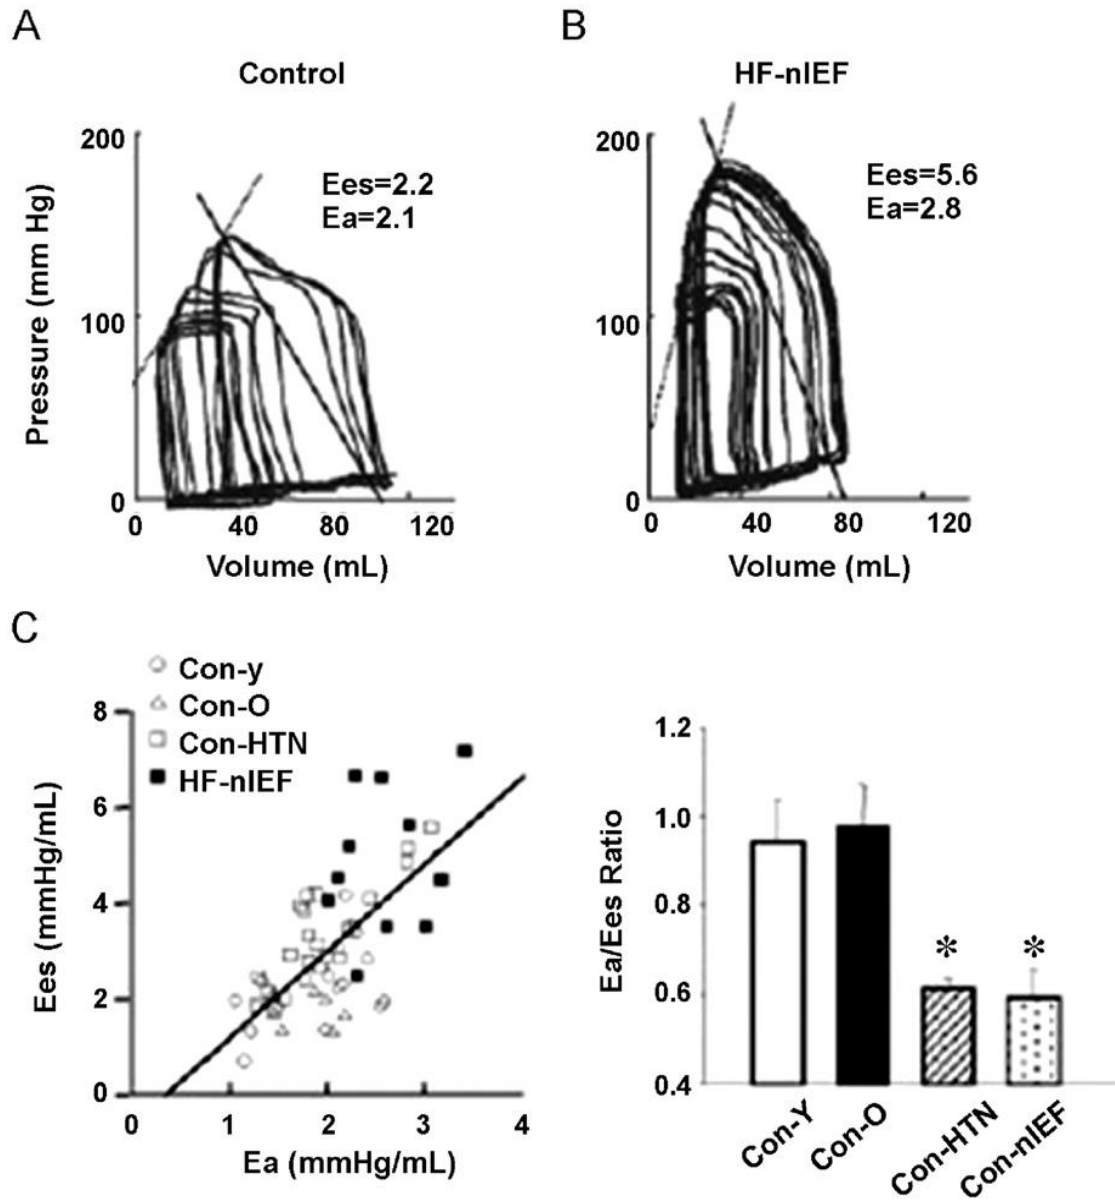 A
Control
200
100
0
Pressure (mm Hg)
Ees=2.2
Ea=2.1
0 40 80 120
Volume (mL)
B
HF-nIEF
200
100
0
Ees=5.6
Ea=2.8
0 40 80 120
Volume (mL)
C
Con-y
Con-O
Con-HTN
HF-nIEF
8
6
4
2
0
Ees (mmHg/mL)
0 1 2 3 4
Ea (mmHg/mL)
1.2
1.0
0.8
0.6
0.4
Ea/Ees Ratio
* *
Con-Y
Con-O
Con-HTN
Con-nIEF